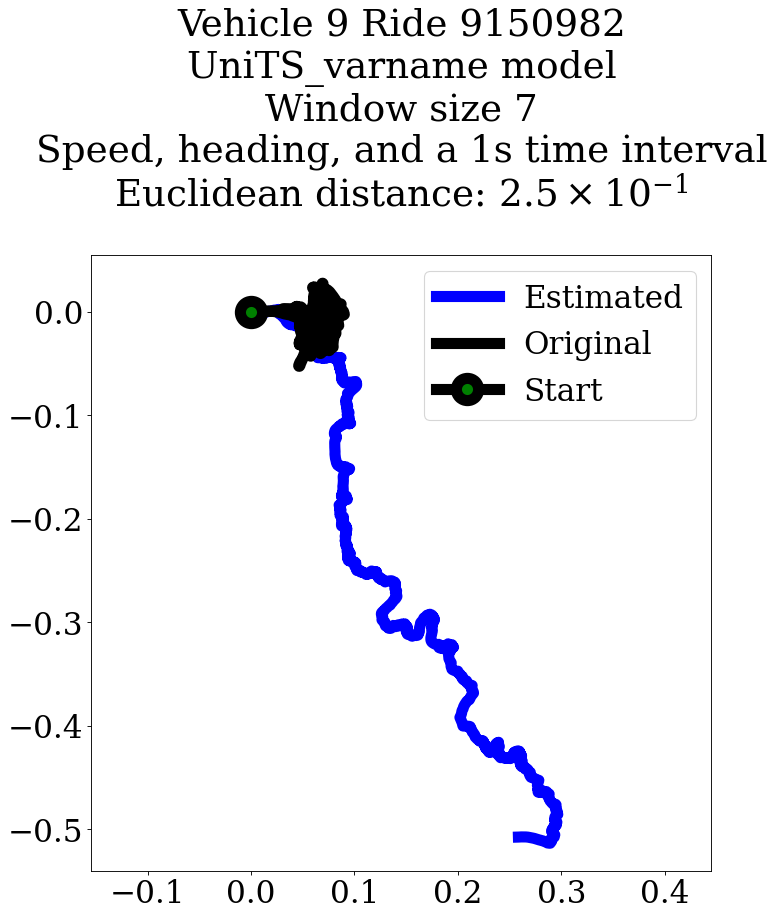 Vehicle 9 Ride 9150982
UniTS_varname model
Window size 7
Speed, heading, and a 1s time interval
Euclidean distance: 2.5 × 10⁻¹
Estimated
Original
Start
0.0
−0.1
−0.2
−0.3
−0.4
−0.5
−0.1 0.0 0.1 0.2 0.3 0.4